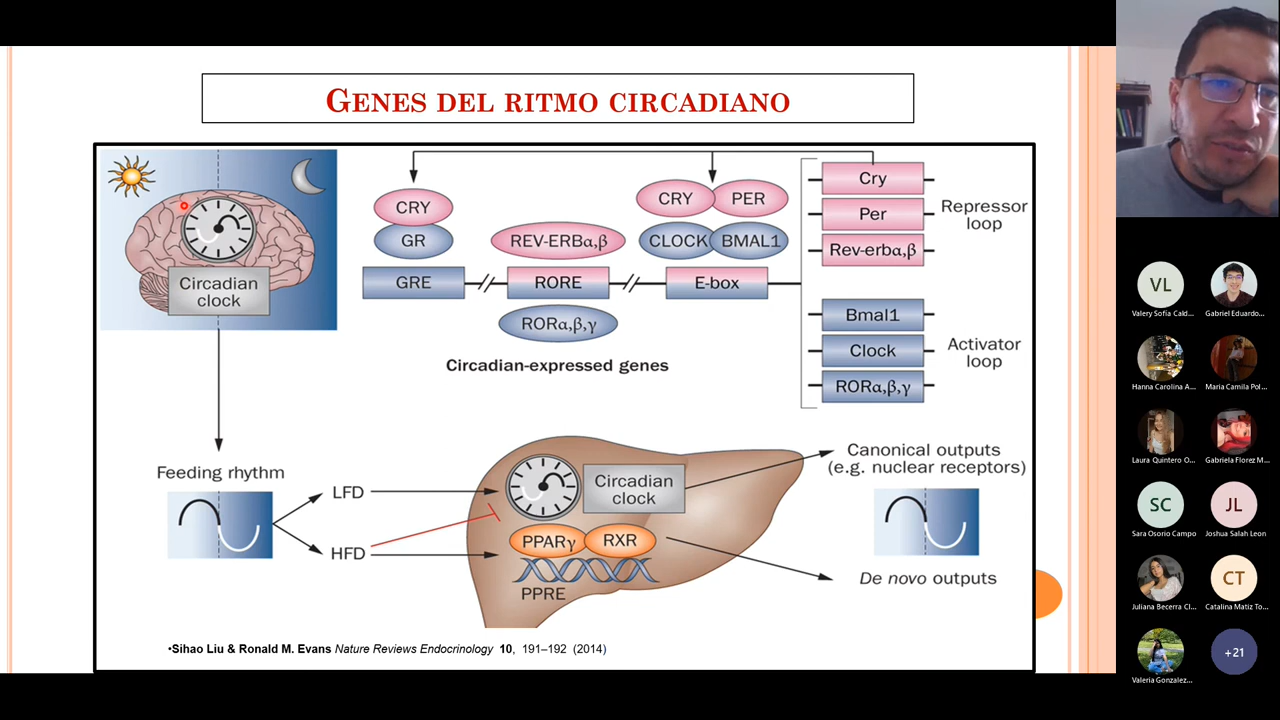 GENES DEL RITMO CIRCADIANO
Circadian
clock
CRY
GR
GRE
REV-ERBα,β
RORE
RORα,β,γ
CRY
PER
CLOCK
BMAL1
E-box
Circadian-expressed genes
Cry
Per
Rev-erbα,β
Repressor
loop
Bmal1
Clock
RORα,β,γ
Activator
loop
Feeding rhythm
LFD
HFD
Circadian
clock
PPARγ
RXR
PPRE
Canonical outputs
(e.g. nuclear receptors)
De novo outputs
•Sihao Liu & Ronald M. Evans Nature Reviews Endocrinology 10, 191–192 (2014)
VL
Valery Sofía Cald...
Gabriel Eduardo...
Hanna Carolina A...
Maria Camila Pol...
Laura Quintero O...
Gabriela Florez M...
SC
Sara Osorio Campo
JL
Joshua Salah Leon
Juliana Becerra Cl...
CT
Catalina Matiz To...
Valeria Gonzalez...
+21